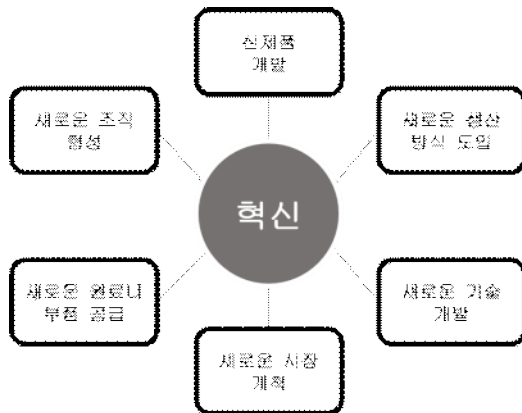 신제품
개발
새로운 조직
형성
새로운 생산
방식 도입
혁신
새로운 원료나
부품 공급
새로운 기술
개발
새로운 시장
개척